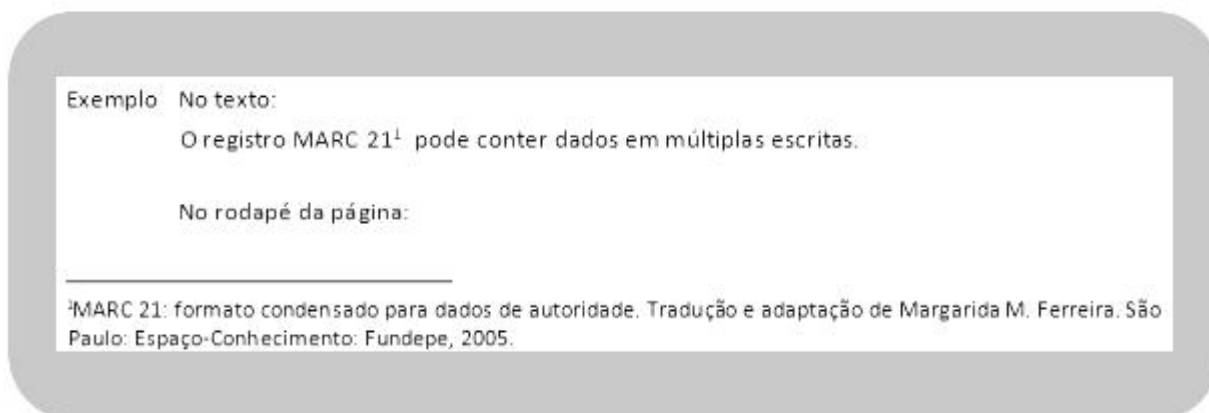 Exemplo No texto:
O registro MARC 21¹ pode conter dados em múltiplas escritas.
No rodapé da página:
¹MARC 21: formato condensado para dados de autoridade. Tradução e adaptação de Margarida M. Ferreira. São
Paulo: Espaço-Conhecimento: Fundepe, 2005.